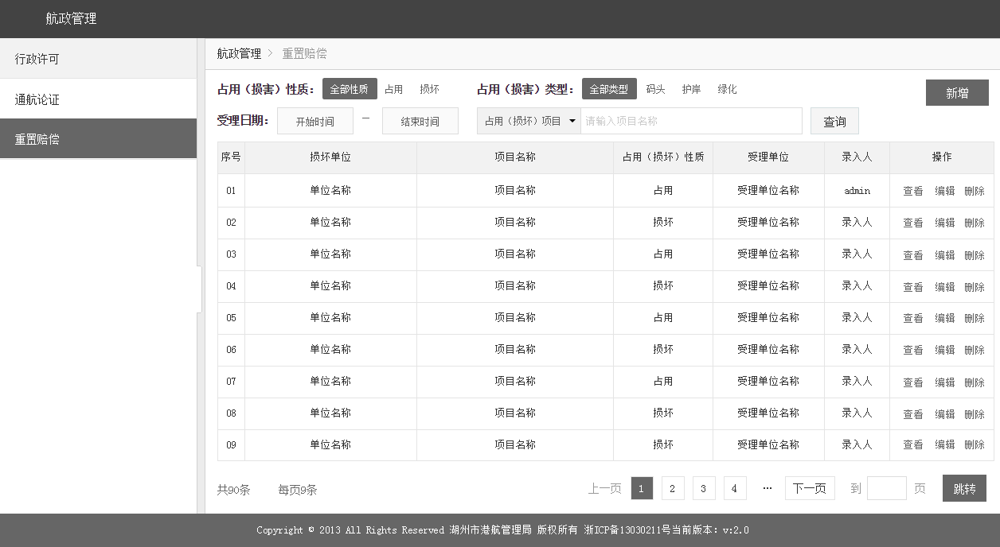 航政管理
行政许可
通航论证
重置赔偿
航政管理 > 重置赔偿
占用（损害）性质： 全部性质 占用 损坏 占用（损害）类型： 全部类型 码头 护岸 绿化 新增
受理日期： 开始时间 — 结束时间 占用（损坏）项目 请输入项目名称 查询
序号 损坏单位 项目名称 占用（损坏）性质 受理单位 录入人 操作
01 单位名称 项目名称 占用 受理单位名称 admin 查看 编辑 删除
02 单位名称 项目名称 损坏 受理单位名称 录入人 查看 编辑 删除
03 单位名称 项目名称 占用 受理单位名称 录入人 查看 编辑 删除
04 单位名称 项目名称 损坏 受理单位名称 录入人 查看 编辑 删除
05 单位名称 项目名称 占用 受理单位名称 录入人 查看 编辑 删除
06 单位名称 项目名称 损坏 受理单位名称 录入人 查看 编辑 删除
07 单位名称 项目名称 占用 受理单位名称 录入人 查看 编辑 删除
08 单位名称 项目名称 损坏 受理单位名称 录入人 查看 编辑 删除
09 单位名称 项目名称 损坏 受理单位名称 录入人 查看 编辑 删除
共90条 每页9条 上一页 1 2 3 4 ··· 下一页 到 页 跳转
Copyright © 2013 All Rights Reserved 湖州市港航管理局 版权所有 浙ICP备13030211号当前版本：v:2.0